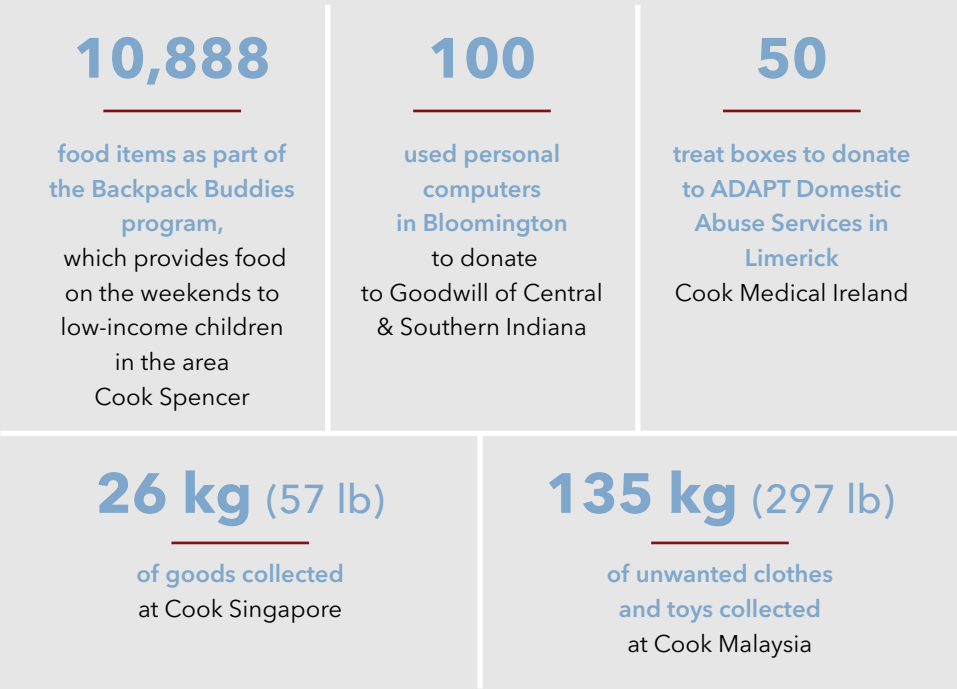 10,888
food items as part of
the Backpack Buddies
program,
which provides food
on the weekends to
low-income children
in the area
Cook Spencer
100
used personal
computers
in Bloomington
to donate
to Goodwill of Central
& Southern Indiana
50
treat boxes to donate
to ADAPT Domestic
Abuse Services in
Limerick
Cook Medical Ireland
26 kg (57 lb)
of goods collected
at Cook Singapore
135 kg (297 lb)
of unwanted clothes
and toys collected
at Cook Malaysia